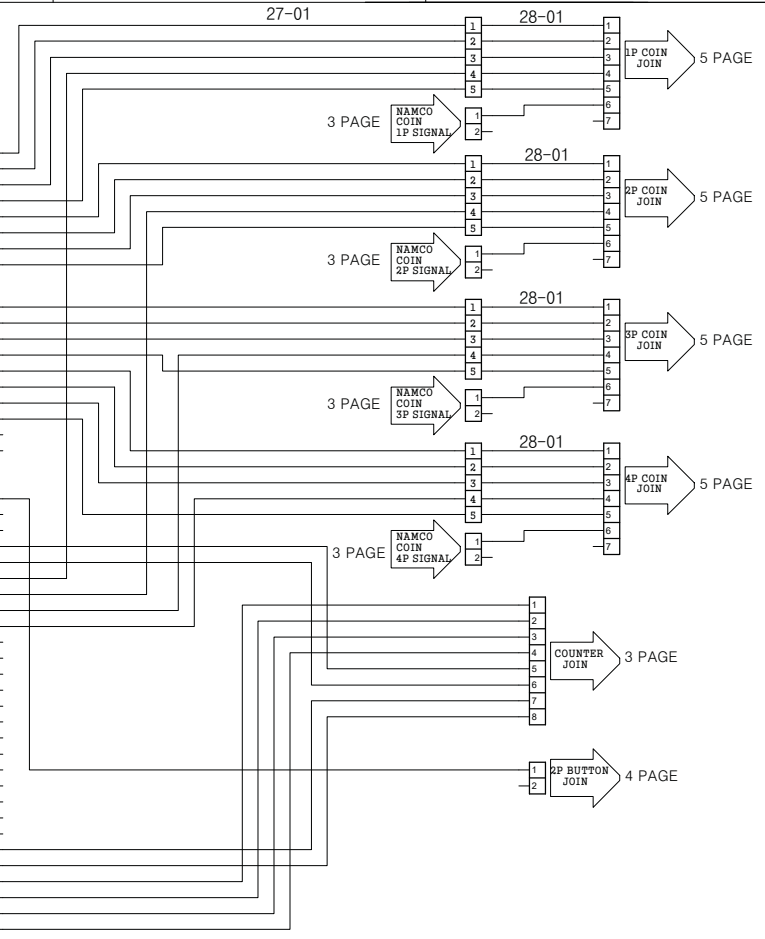 27-01
28-01
1 1
2 2
3 3
4 4
5 5
6
7
1P COIN
JOIN
5 PAGE
3 PAGE
NAMCO
COIN
1P SIGNAL
1
2
28-01
1 1
2 2
3 3
4 4
5 5
6
7
2P COIN
JOIN
5 PAGE
3 PAGE
NAMCO
COIN
2P SIGNAL
1
2
28-01
1 1
2 2
3 3
4 4
5 5
6
7
3P COIN
JOIN
5 PAGE
3 PAGE
NAMCO
COIN
3P SIGNAL
1
2
28-01
1 1
2 2
3 3
4 4
5 5
6
7
4P COIN
JOIN
5 PAGE
3 PAGE
NAMCO
COIN
4P SIGNAL
1
2
1
2
3
4
5
6
7
8
COUNTER
JOIN
3 PAGE
1
2
2P BUTTON
JOIN
4 PAGE